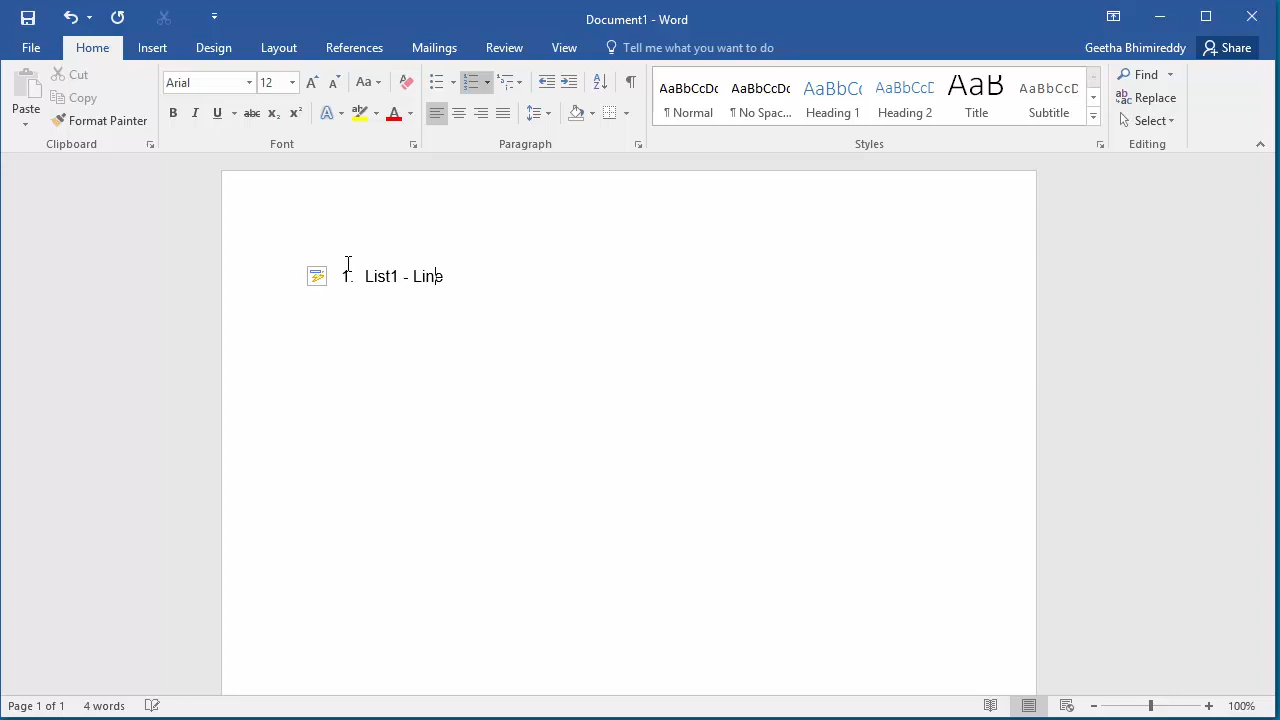 Document1 - Word
File Home Insert Design Layout References Mailings Review View Tell me what you want to do Geetha Bhimireddy Share
Paste
Cut
Copy
Format Painter
Clipboard
Arial 12 Aa
B I U abc x₂ x² A A
Font
Paragraph
AaBbCcDc AaBbCcDc AaBbCc AaBbCcD AaB AaBbCcD
¶ Normal ¶ No Spac... Heading 1 Heading 2 Title Subtitle
Styles
Find
Replace
Select
Editing
1. List1 - Line
Page 1 of 1 4 words 100%